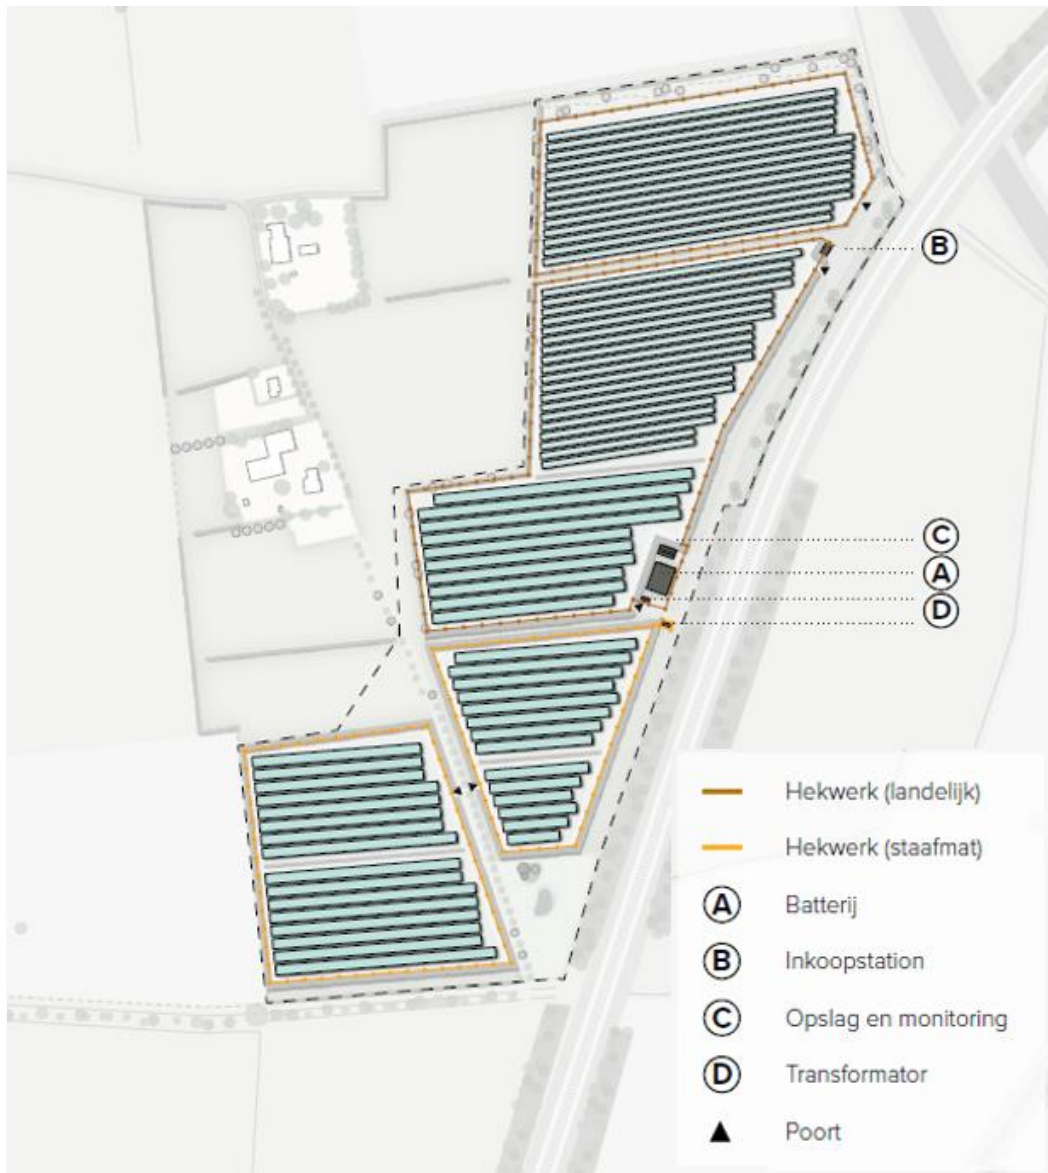 B
C
A
D
Hekwerk (landelijk)
Hekwerk (staafmat)
A Batterij
B Inkoopstation
C Opslag en monitoring
D Transformator
Poort